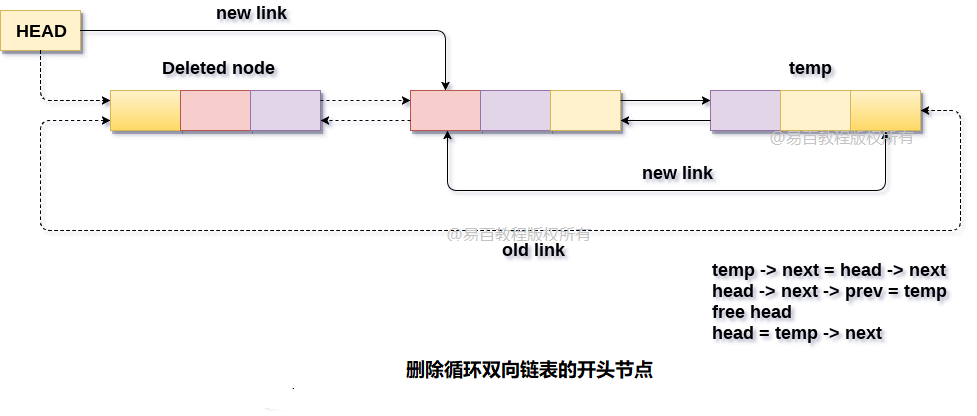 new link
HEAD
Deleted node
temp
@易百教程版权所有
new link
@易百教程版权所有
old link
temp -> next = head -> next
head -> next -> prev = temp
free head
head = temp -> next
删除循环双向链表的开头节点